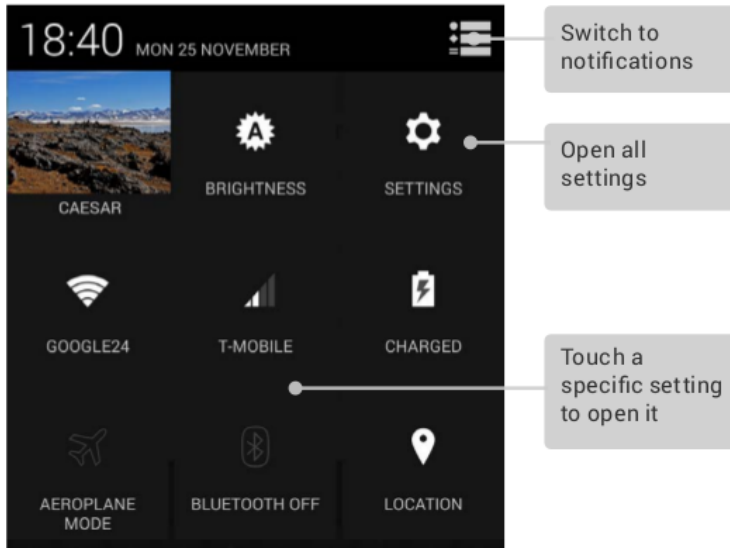 18:40 MON 25 NOVEMBER
Switch to
notifications
A
BRIGHTNESS
SETTINGS
Open all
settings
CAESAR
GOOGLE24
T-MOBILE
CHARGED
Touch a
specific setting
to open it
AEROPLANE
MODE
BLUETOOTH OFF
LOCATION